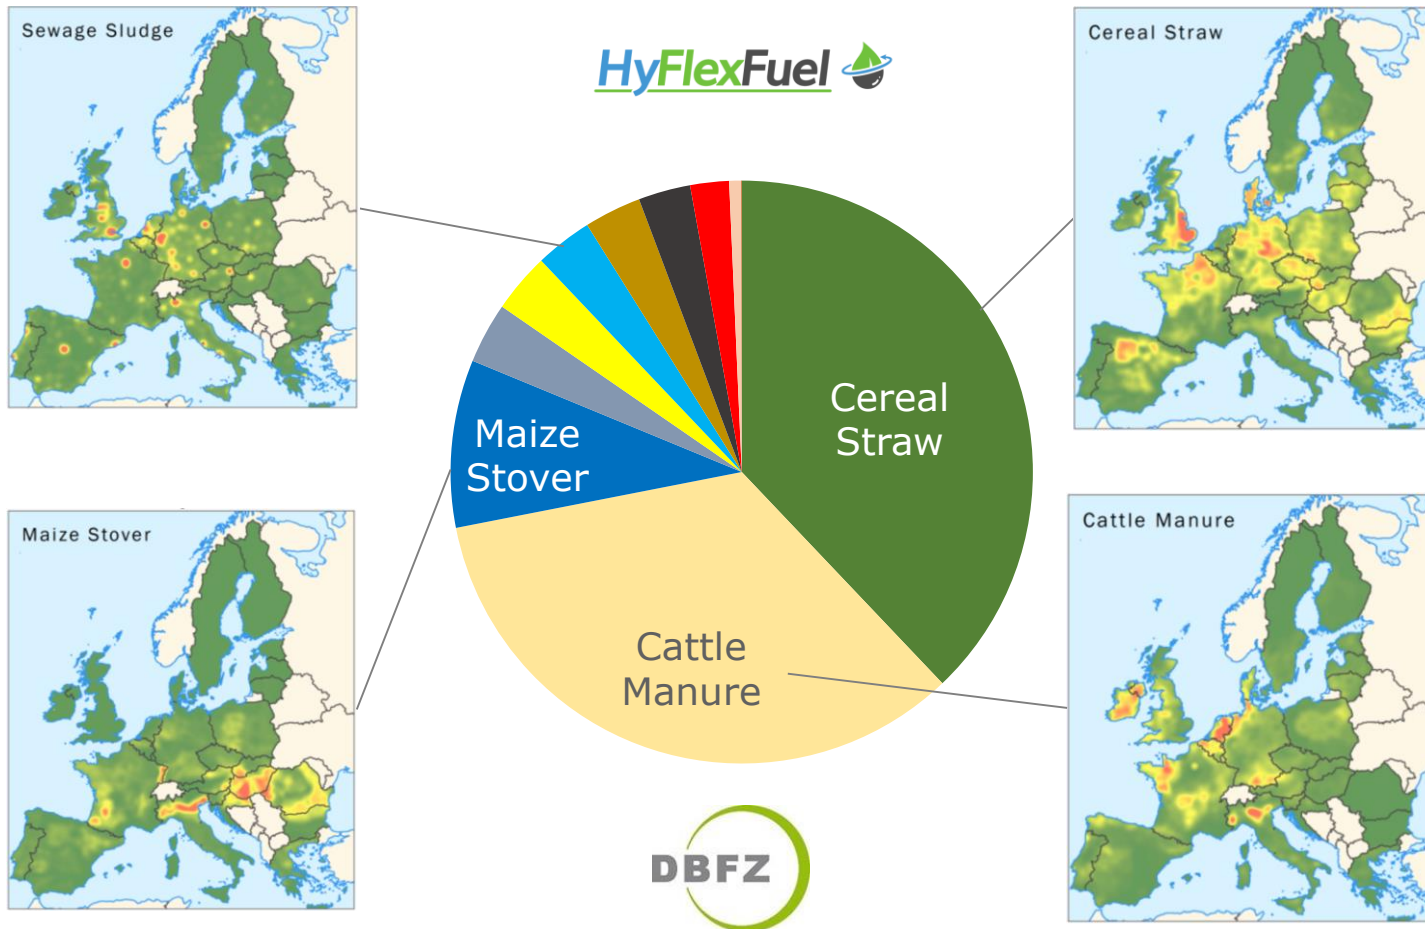 Sewage Sludge
HyFlexFuel
Cereal Straw
Cereal
Straw
Maize
Stover
Maize Stover
Cattle Manure
Cattle
Manure
DBFZ